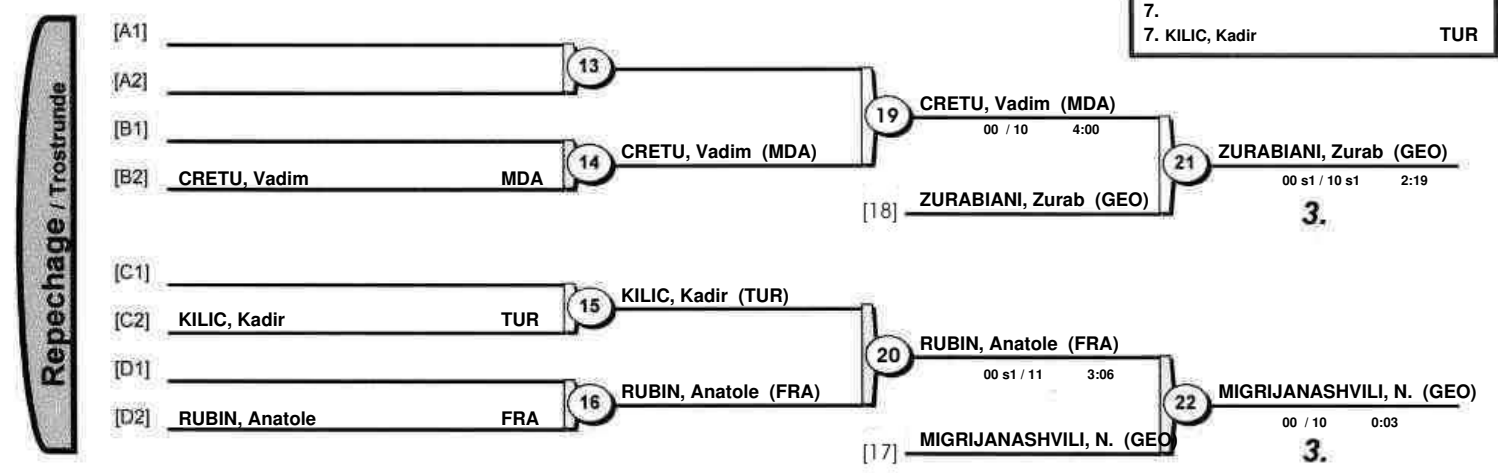 7.
7. KILIC, Kadir TUR
Repechage / Trostrunde
[A1]
13
[A2]
19 CRETU, Vadim (MDA)
00 / 10 4:00
[B1]
14 CRETU, Vadim (MDA)
[B2] CRETU, Vadim MDA
21 ZURABIANI, Zurab (GEO)
00 s1 / 10 s1 2:19
[18] ZURABIANI, Zurab (GEO)
3.
[C1]
15 KILIC, Kadir (TUR)
[C2] KILIC, Kadir TUR
20 RUBIN, Anatole (FRA)
00 s1 / 11 3:06
[D1]
16 RUBIN, Anatole (FRA)
[D2] RUBIN, Anatole FRA
22 MIGRIJANASHVILI, N. (GEO)
00 / 10 0:03
[17] MIGRIJANASHVILI, N. (GEO)
3.